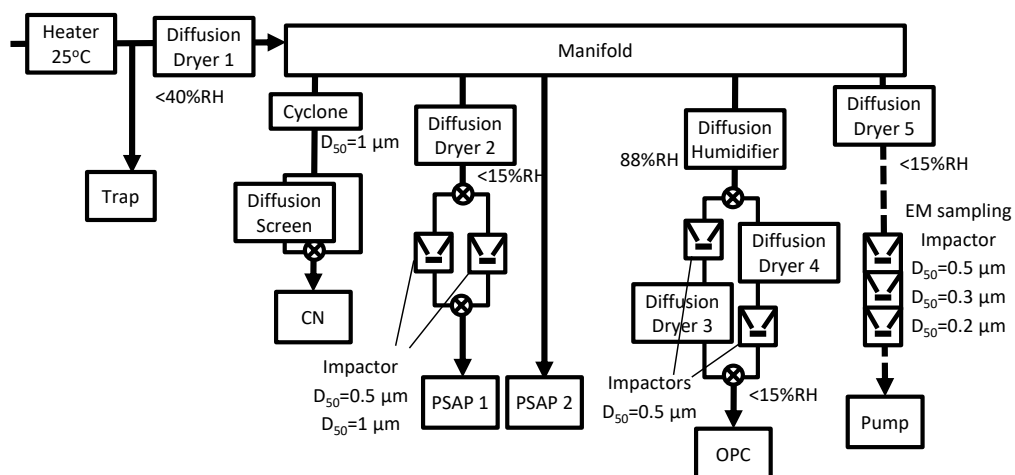 Heater
25°C
Diffusion
Dryer 1
Manifold
<40%RH
Trap
Cyclone
D50=1 μm
Diffusion
Screen
CN
Diffusion
Dryer 2
<15%RH
Impactor
D50=0.5 μm
D50=1 μm
PSAP 1
PSAP 2
Diffusion
Humidifier
88%RH
Diffusion
Dryer 3
Diffusion
Dryer 4
Impactors
D50=0.5 μm
<15%RH
OPC
Diffusion
Dryer 5
<15%RH
EM sampling
Impactor
D50=0.5 μm
D50=0.3 μm
D50=0.2 μm
Pump